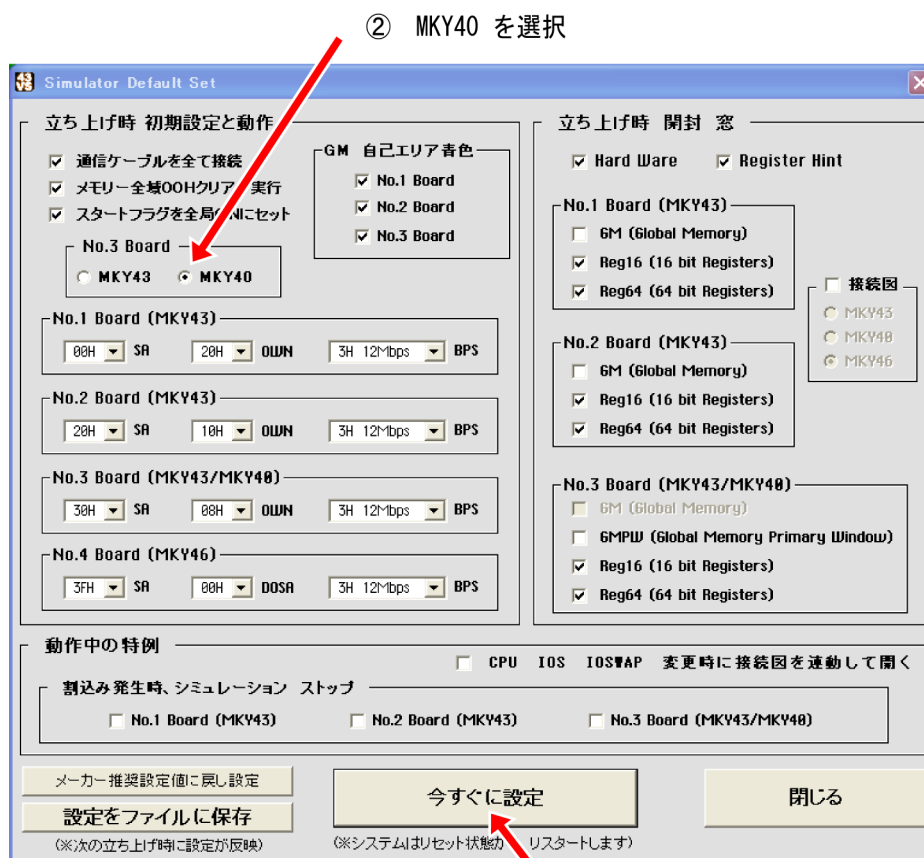 ② MKY40 を選択
Simulator Default Set
立ち上げ時 初期設定と動作
通信ケーブルを全て接続
メモリー全域00Hクリア 実行
スタートフラグを全局 Nにセット
GM 自己エリア青色
No.1 Board
No.2 Board
No.3 Board
No.3 Board
MKY43 MKY40
No.1 Board (MKY43)
00H SA 20H OWN 3H 12Mbps BPS
No.2 Board (MKY43)
20H SA 10H OWN 3H 12Mbps BPS
No.3 Board (MKY43/MKY40)
30H SA 08H OWN 3H 12Mbps BPS
No.4 Board (MKY46)
3FH SA 00H DOSA 3H 12Mbps BPS
立ち上げ時 開封 窓
Hard Ware Register Hint
No.1 Board (MKY43)
GM (Global Memory)
Reg16 (16 bit Registers)
Reg64 (64 bit Registers)
No.2 Board (MKY43)
GM (Global Memory)
Reg16 (16 bit Registers)
Reg64 (64 bit Registers)
接続図
MKY43
MKY40
MKY46
No.3 Board (MKY43/MKY40)
GM (Global Memory)
GMPW (Global Memory Primary Window)
Reg16 (16 bit Registers)
Reg64 (64 bit Registers)
動作中の特例
CPU IOS IOSWAP 変更時に接続図を連動して開く
割込み発生時、シミュレーション ストップ
No.1 Board (MKY43) No.2 Board (MKY43) No.3 Board (MKY43/MKY40)
メーカー推奨設定値に戻し設定
設定をファイルに保存
(※次の立ち上げ時に設定が反映)
今すぐに設定
(※システムはリセット状態か リスタートします)
閉じる